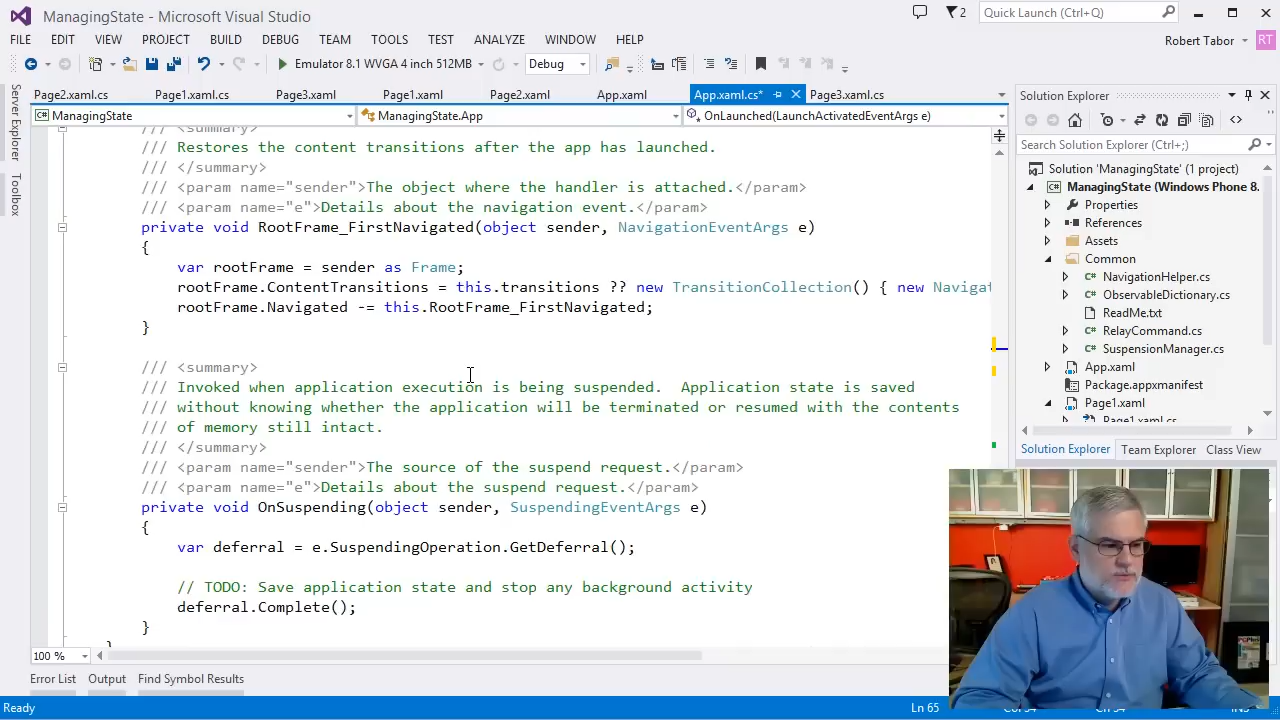 ManagingState - Microsoft Visual Studio
2
Quick Launch (Ctrl+Q)
FILE EDIT VIEW PROJECT BUILD DEBUG TEAM TOOLS TEST ANALYZE WINDOW HELP
Robert Tabor RT
Emulator 8.1 WVGA 4 inch 512MB Debug
Page2.xaml.cs Page1.xaml.cs Page3.xaml Page1.xaml Page2.xaml App.xaml App.xaml.cs* Page3.xaml.cs
ManagingState ManagingState.App OnLaunched(LaunchActivatedEventArgs e)
Server Explorer
Toolbox
/// <summary>
/// Restores the content transitions after the app has launched.
/// </summary>
/// <param name="sender">The object where the handler is attached.</param>
/// <param name="e">Details about the navigation event.</param>
private void RootFrame_FirstNavigated(object sender, NavigationEventArgs e)
{
var rootFrame = sender as Frame;
rootFrame.ContentTransitions = this.transitions ?? new TransitionCollection() { new Navigat
rootFrame.Navigated -= this.RootFrame_FirstNavigated;
}
/// <summary>
/// Invoked when application execution is being suspended.  Application state is saved
/// without knowing whether the application will be terminated or resumed with the contents
/// of memory still intact.
/// </summary>
/// <param name="sender">The source of the suspend request.</param>
/// <param name="e">Details about the suspend request.</param>
private void OnSuspending(object sender, SuspendingEventArgs e)
{
var deferral = e.SuspendingOperation.GetDeferral();
// TODO: Save application state and stop any background activity
deferral.Complete();
}
100 %
Solution Explorer
Search Solution Explorer (Ctrl+;)
Solution 'ManagingState' (1 project)
ManagingState (Windows Phone 8.
Properties
References
Assets
Common
NavigationHelper.cs
ObservableDictionary.cs
ReadMe.txt
RelayCommand.cs
SuspensionManager.cs
App.xaml
Package.appxmanifest
Page1.xaml
Page1.xaml.cs
Solution Explorer Team Explorer Class View
Error List Output Find Symbol Results
Ready Ln 65